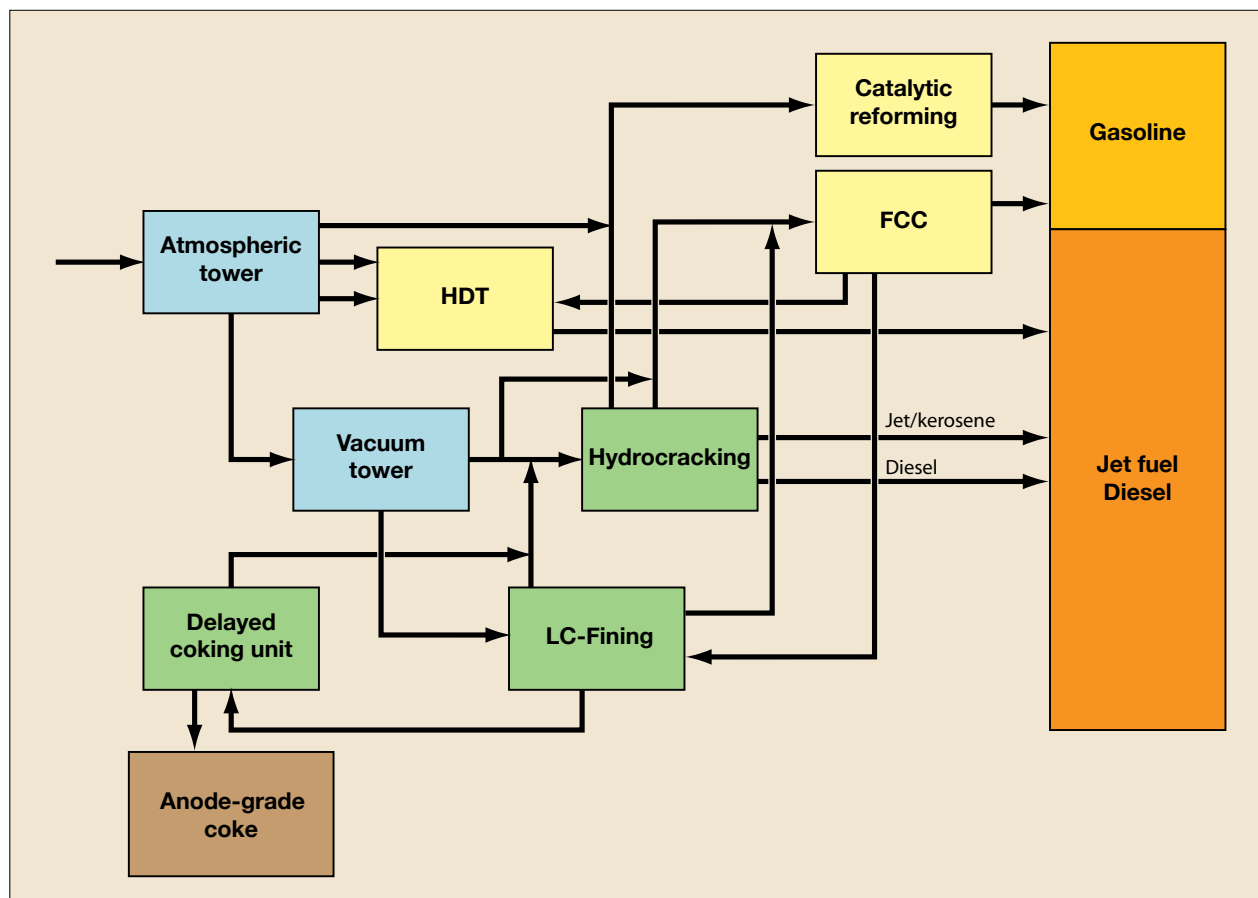 Catalytic
reforming
Gasoline
FCC
Atmospheric
tower
HDT
Jet/kerosene
Vacuum
tower
Hydrocracking
Diesel
Jet fuel
Diesel
Delayed
coking unit
LC-Fining
Anode-grade
coke